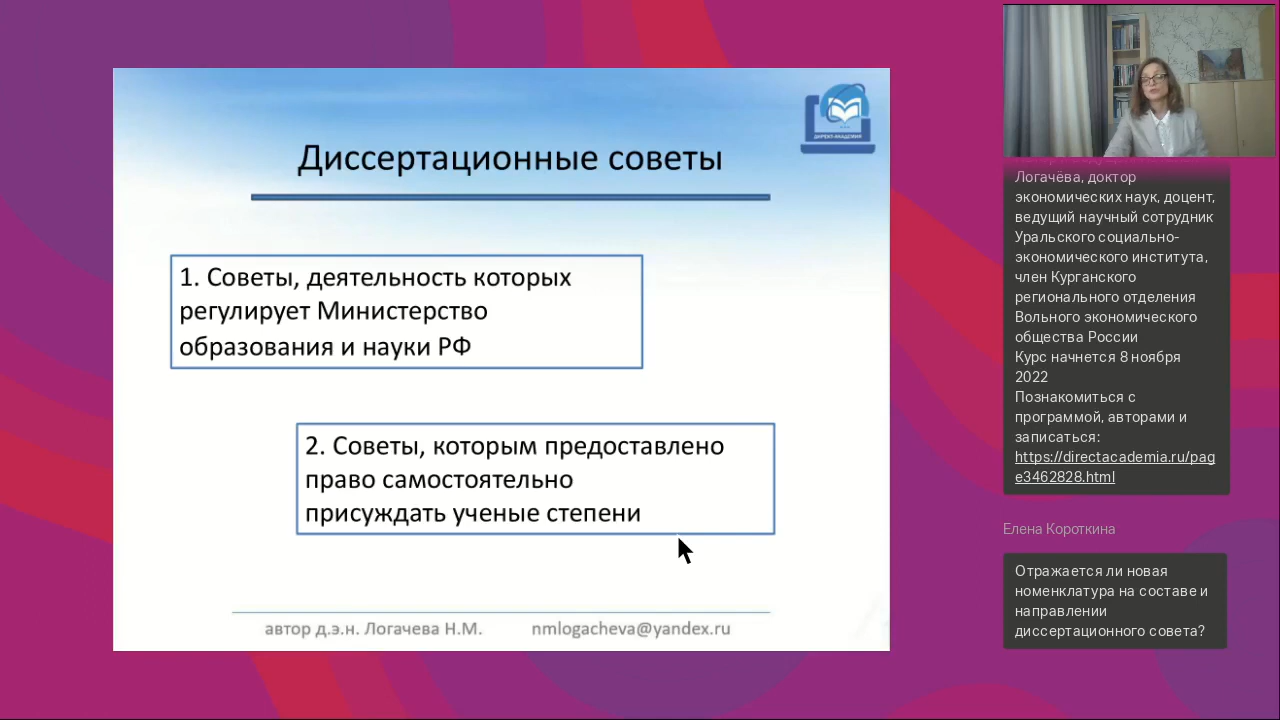 ДИРЕКТ-АКАДЕМИЯ
Диссертационные советы
1. Советы, деятельность которых
регулирует Министерство
образования и науки РФ
2. Советы, которым предоставлено
право самостоятельно
присуждать ученые степени
автор д.э.н. Логачева Н.М. nmlogacheva@yandex.ru
Логачёва, доктор
экономических наук, доцент,
ведущий научный сотрудник
Уральского социально-
экономического института,
член Курганского
регионального отделения
Вольного экономического
общества России
Курс начнется 8 ноября
2022
Познакомиться с
программой, авторами и
записаться:
https://directacademia.ru/pag
e3462828.html
Елена Короткина
Отражается ли новая
номенклатура на составе и
направлении
диссертационного совета?